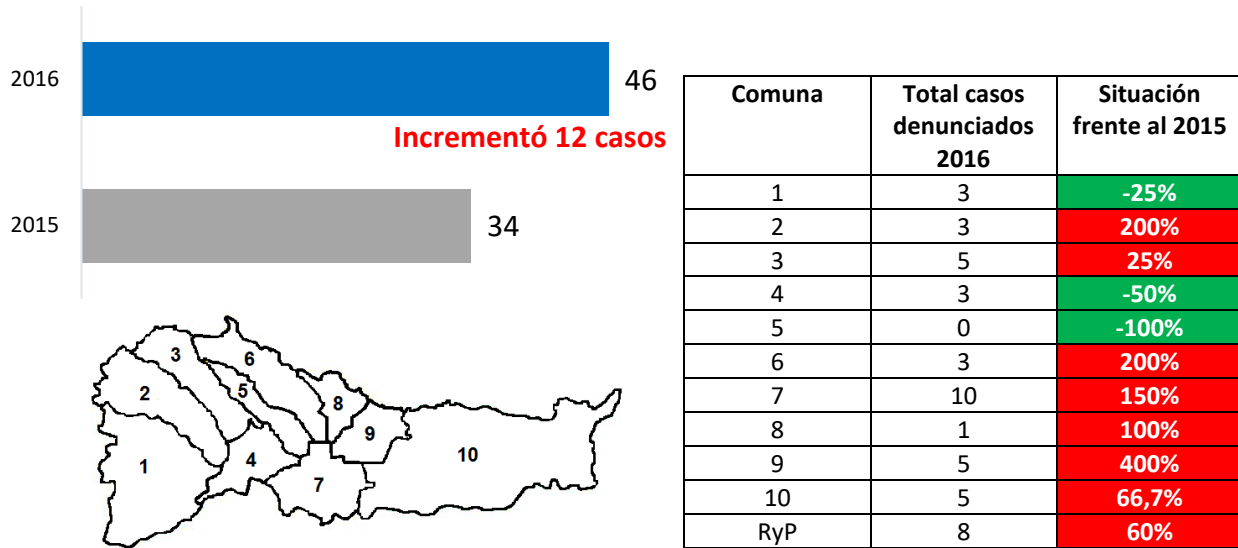 2016
46
Incrementó 12 casos
2015
34
3
6
2
5
8
9
1
4
10
7
Comuna Total casos denunciados 2016 Situación frente al 2015
1 3 -25%
2 3 200%
3 5 25%
4 3 -50%
5 0 -100%
6 3 200%
7 10 150%
8 1 100%
9 5 400%
10 5 66,7%
RyP 8 60%